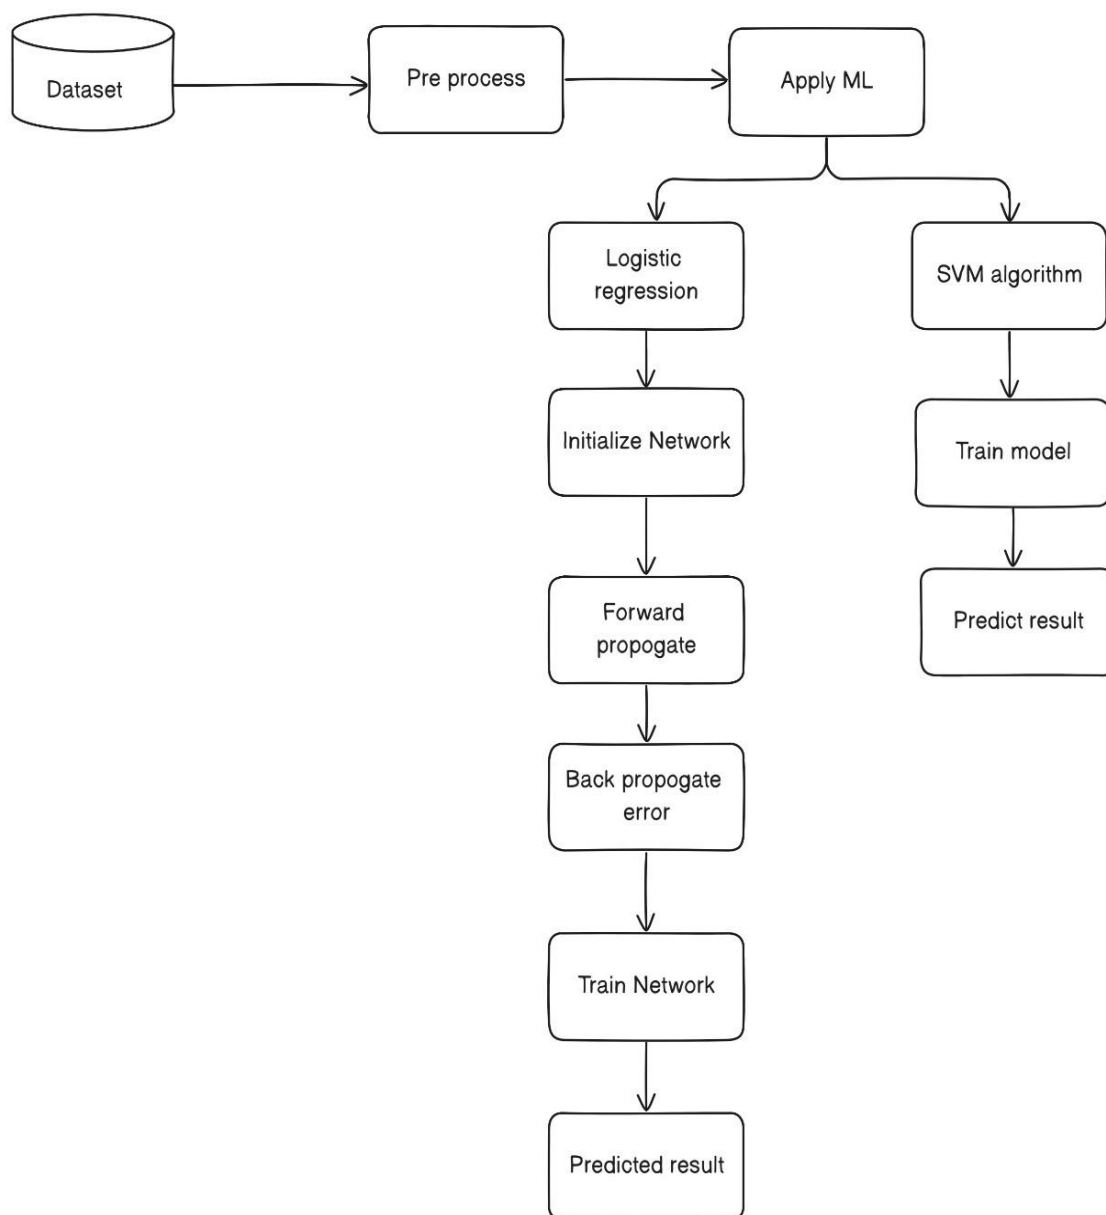 Dataset
Pre process
Apply ML
Logistic
regression
SVM algorithm
Initialize Network
Train model
Forward
propogate
Predict result
Back propogate
error
Train Network
Predicted result